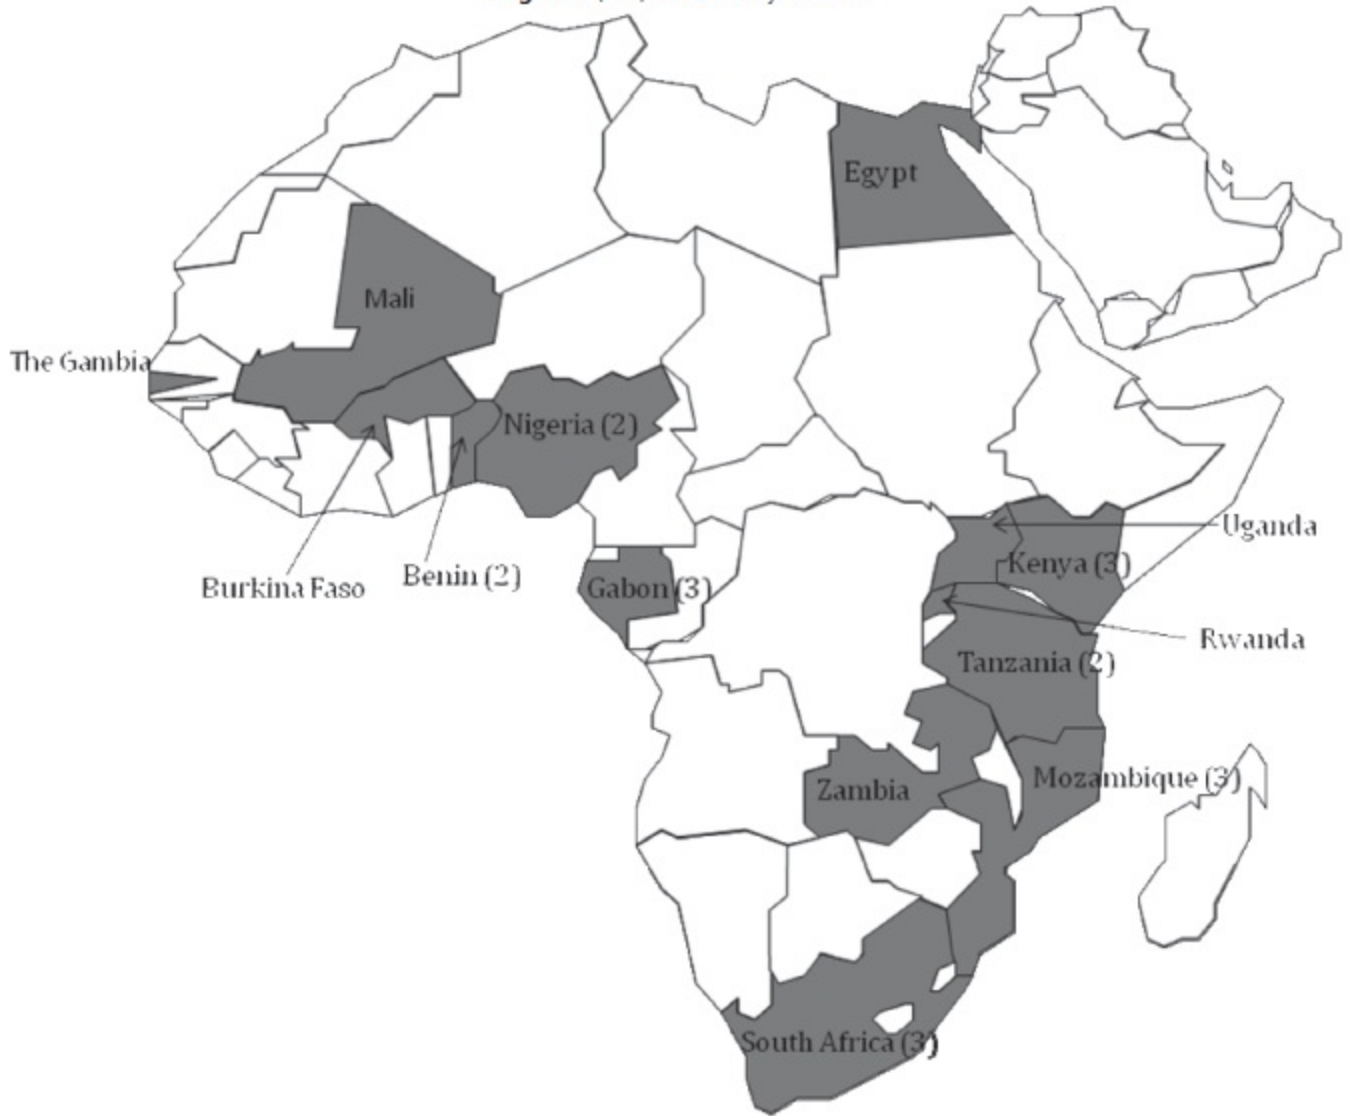 Egypt
Mali
The Gambia
Nigeria (2)
Uganda
Kenya (3)
Benin (2)
Burkina Faso
Gabon (3)
Rwanda
Tanzania (2)
Mozambique (3)
Zambia
South Africa (3)